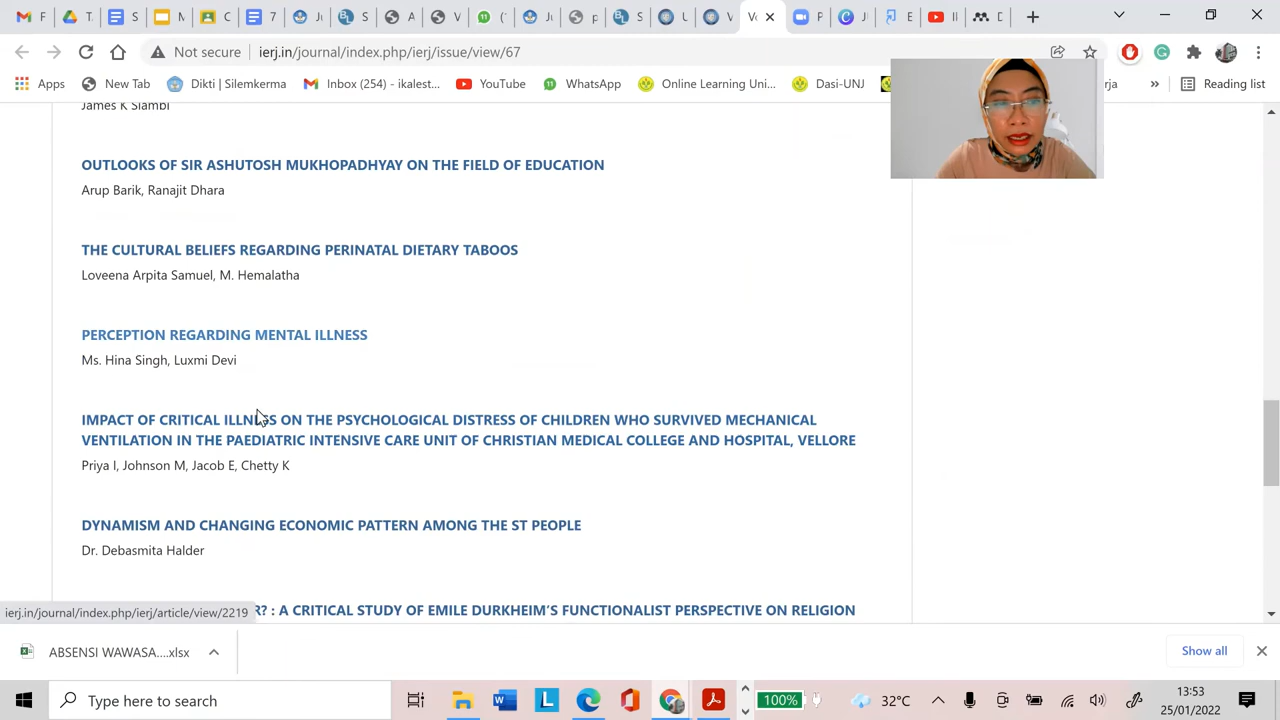 Not secure
ierj.in/journal/index.php/ierj/issue/view/67
Apps
New Tab
Dikti | Silemkerma
Inbox (254) - ikalest...
YouTube
WhatsApp
Online Learning Uni...
Dasi-UNJ
rja
»
Reading list
James K Siambi
OUTLOOKS OF SIR ASHUTOSH MUKHOPADHYAY ON THE FIELD OF EDUCATION
Arup Barik, Ranajit Dhara
THE CULTURAL BELIEFS REGARDING PERINATAL DIETARY TABOOS
Loveena Arpita Samuel, M. Hemalatha
PERCEPTION REGARDING MENTAL ILLNESS
Ms. Hina Singh, Luxmi Devi
IMPACT OF CRITICAL ILLNESS ON THE PSYCHOLOGICAL DISTRESS OF CHILDREN WHO SURVIVED MECHANICAL
VENTILATION IN THE PAEDIATRIC INTENSIVE CARE UNIT OF CHRISTIAN MEDICAL COLLEGE AND HOSPITAL, VELLORE
Priya I, Johnson M, Jacob E, Chetty K
DYNAMISM AND CHANGING ECONOMIC PATTERN AMONG THE ST PEOPLE
Dr. Debasmita Halder
R? : A CRITICAL STUDY OF EMILE DURKHEIM'S FUNCTIONALIST PERSPECTIVE ON RELIGION
ierj.in/journal/index.php/ierj/article/view/2219
ABSENSI WAWASA....xlsx
Show all
Type here to search
100%
32°C
13:53
25/01/2022